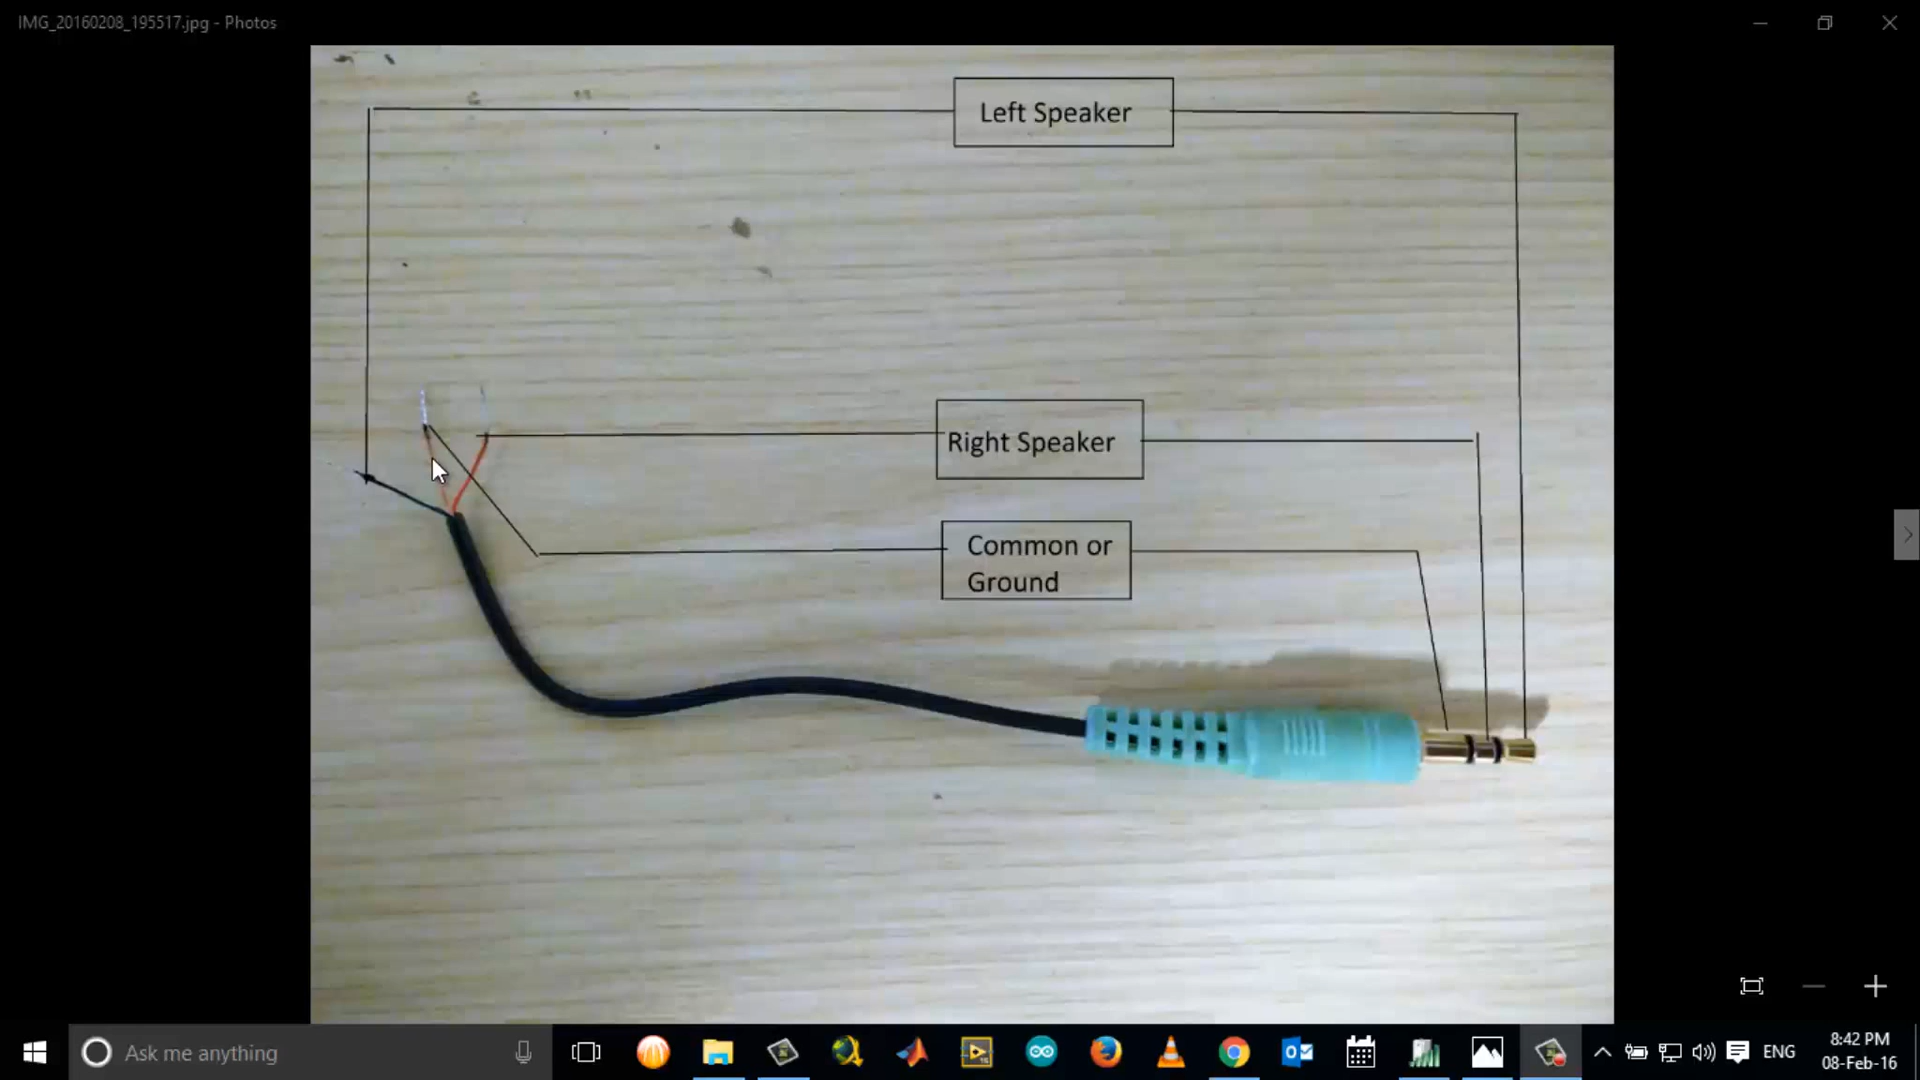 IMG_20160208_195517.jpg - Photos
Left Speaker
Right Speaker
Common or
Ground
Ask me anything
ENG
8:42 PM
08-Feb-16